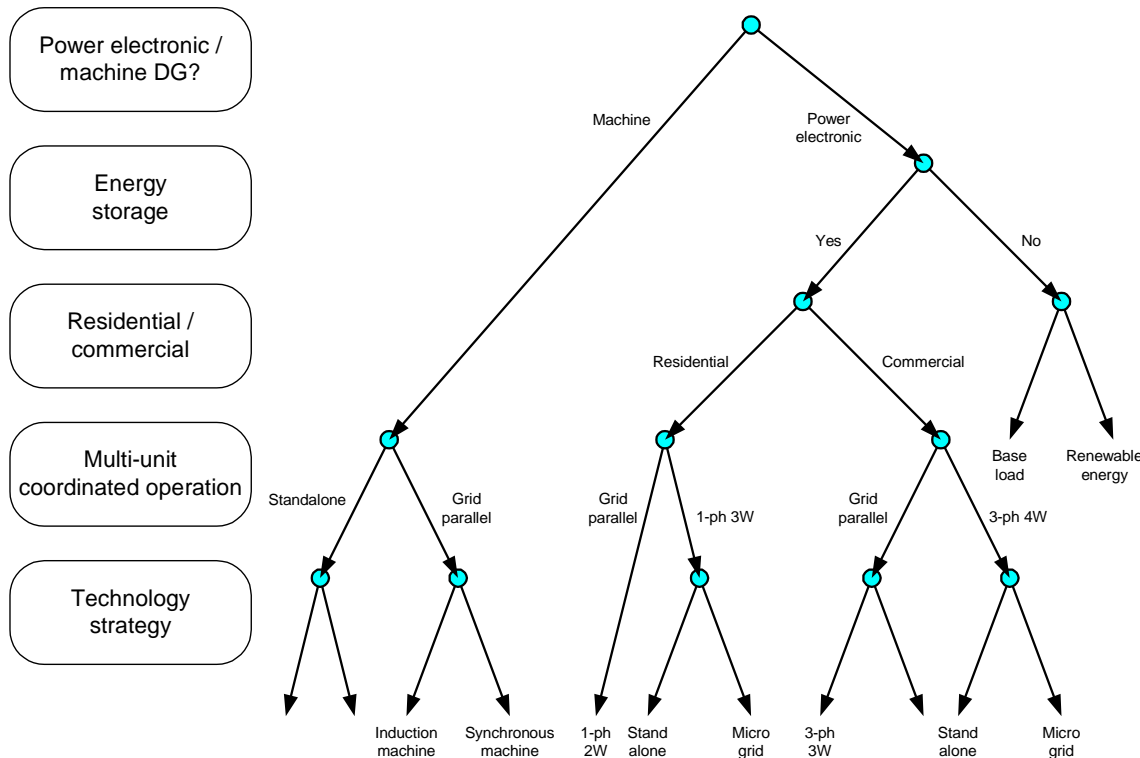 Power electronic /
machine DG?
Machine
Power
electronic
Energy
storage
Yes
No
Residential /
commercial
Residential
Commercial
Multi-unit
coordinated operation
Base
load
Renewable
energy
Standalone
Grid
parallel
Grid
parallel
1-ph 3W
Grid
parallel
3-ph 4W
Technology
strategy
Induction
machine
Synchronous
machine
1-ph
2W
Stand
alone
Micro
grid
3-ph
3W
Stand
alone
Micro
grid